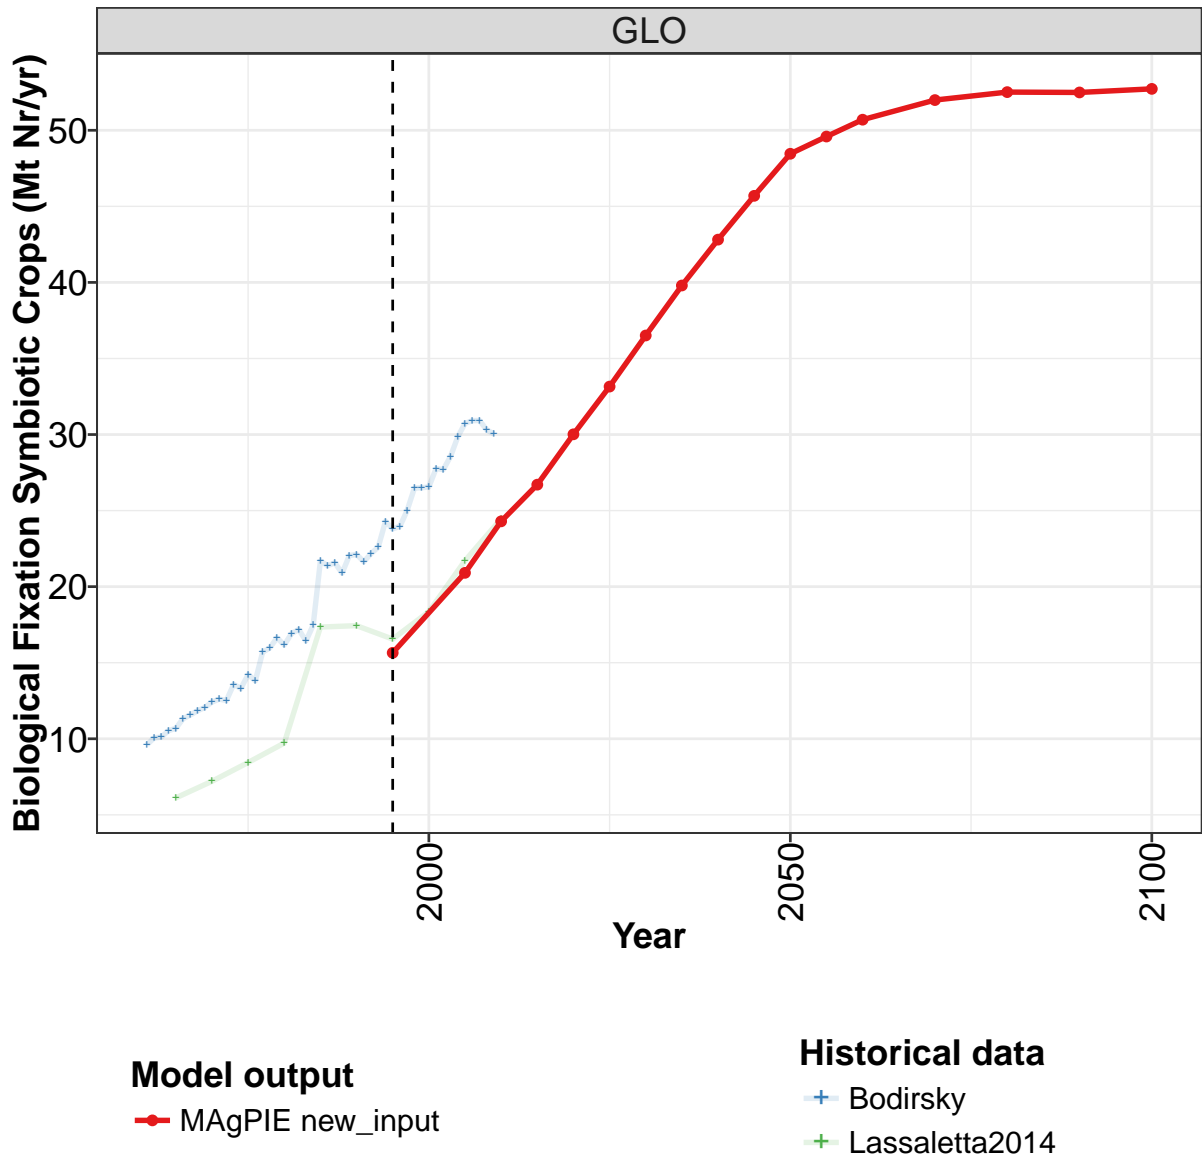 GLO
Biological Fixation Symbiotic Crops (Mt Nr/yr)
50
40
30
20
10
2000
2050
2100
Year
Model output
MAgPIE new_input
Historical data
Bodirsky
Lassaletta2014